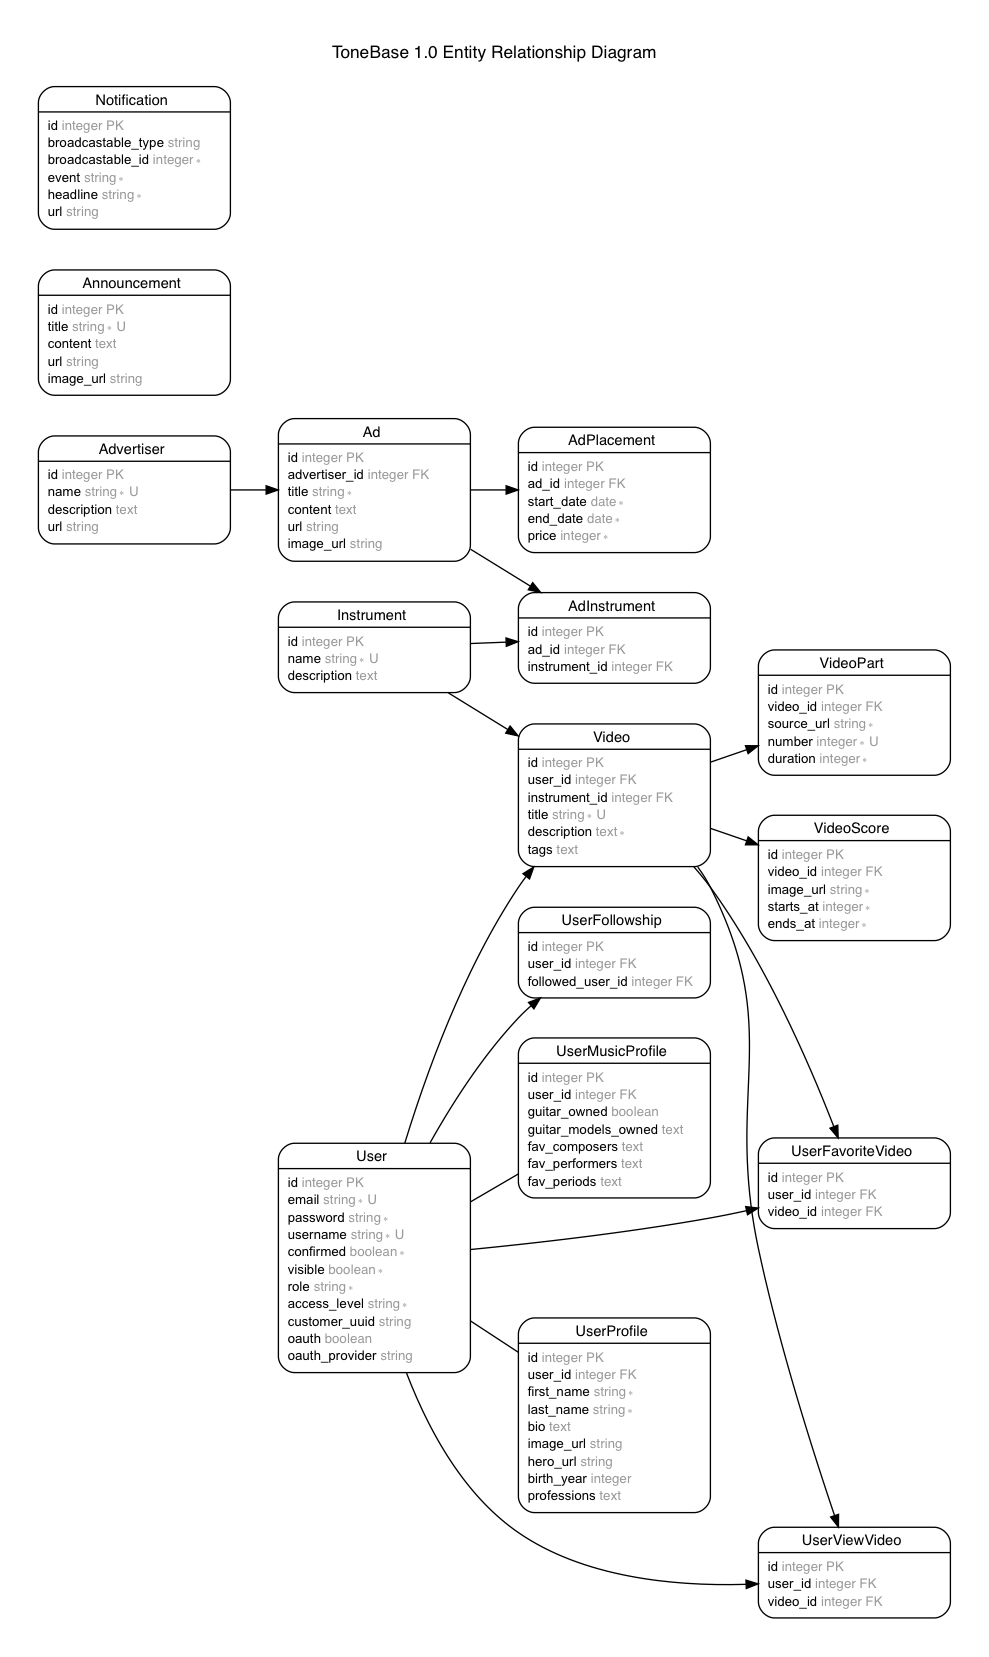 ToneBase 1.0 Entity Relationship Diagram
Notification
id integer PK
broadcastable_type string
broadcastable_id integer ∗
event string ∗
headline string ∗
url string
Announcement
id integer PK
title string ∗ U
content text
url string
image_url string
Advertiser
id integer PK
name string ∗ U
description text
url string
Ad
id integer PK
advertiser_id integer FK
title string ∗
content text
url string
image_url string
AdPlacement
id integer PK
ad_id integer FK
start_date date ∗
end_date date ∗
price integer ∗
Instrument
id integer PK
name string ∗ U
description text
AdInstrument
id integer PK
ad_id integer FK
instrument_id integer FK
VideoPart
id integer PK
video_id integer FK
source_url string ∗
number integer ∗ U
duration integer ∗
Video
id integer PK
user_id integer FK
instrument_id integer FK
title string ∗ U
description text ∗
tags text
VideoScore
id integer PK
video_id integer FK
image_url string ∗
starts_at integer ∗
ends_at integer ∗
UserFollowship
id integer PK
user_id integer FK
followed_user_id integer FK
UserMusicProfile
id integer PK
user_id integer FK
guitar_owned boolean
guitar_models_owned text
fav_composers text
fav_performers text
fav_periods text
User
id integer PK
email string ∗ U
password string ∗
username string ∗ U
confirmed boolean ∗
visible boolean ∗
role string ∗
access_level string ∗
customer_uuid string
oauth boolean
oauth_provider string
UserFavoriteVideo
id integer PK
user_id integer FK
video_id integer FK
UserProfile
id integer PK
user_id integer FK
first_name string ∗
last_name string ∗
bio text
image_url string
hero_url string
birth_year integer
professions text
UserViewVideo
id integer PK
user_id integer FK
video_id integer FK